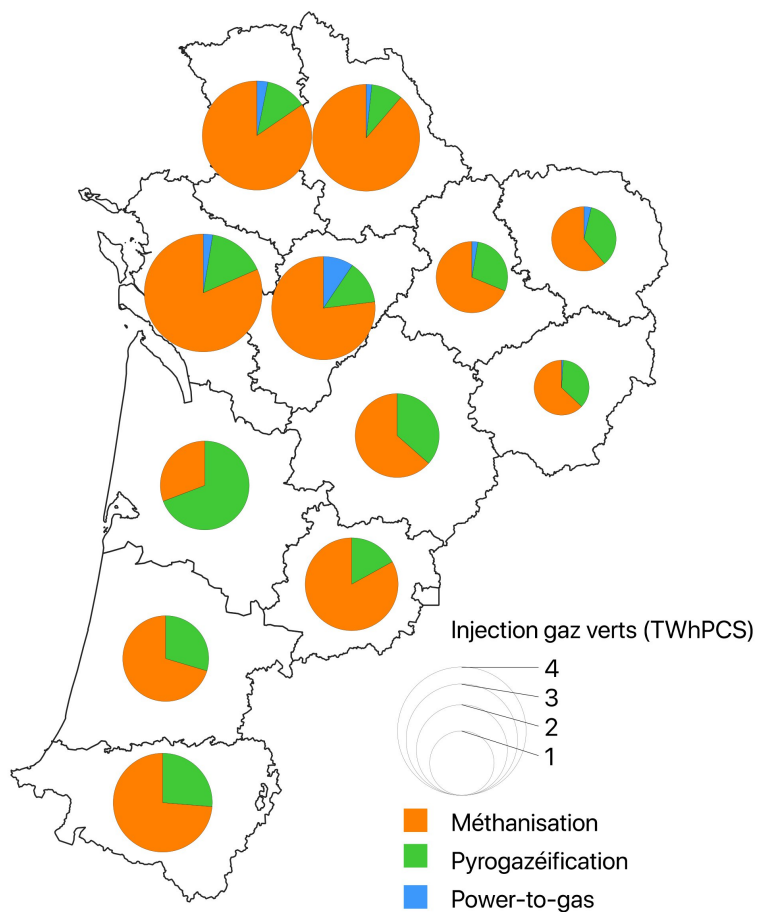 Injection gaz verts (TWhPCS)
4
3
2
1
Méthanisation
Pyrogazéification
Power-to-gas